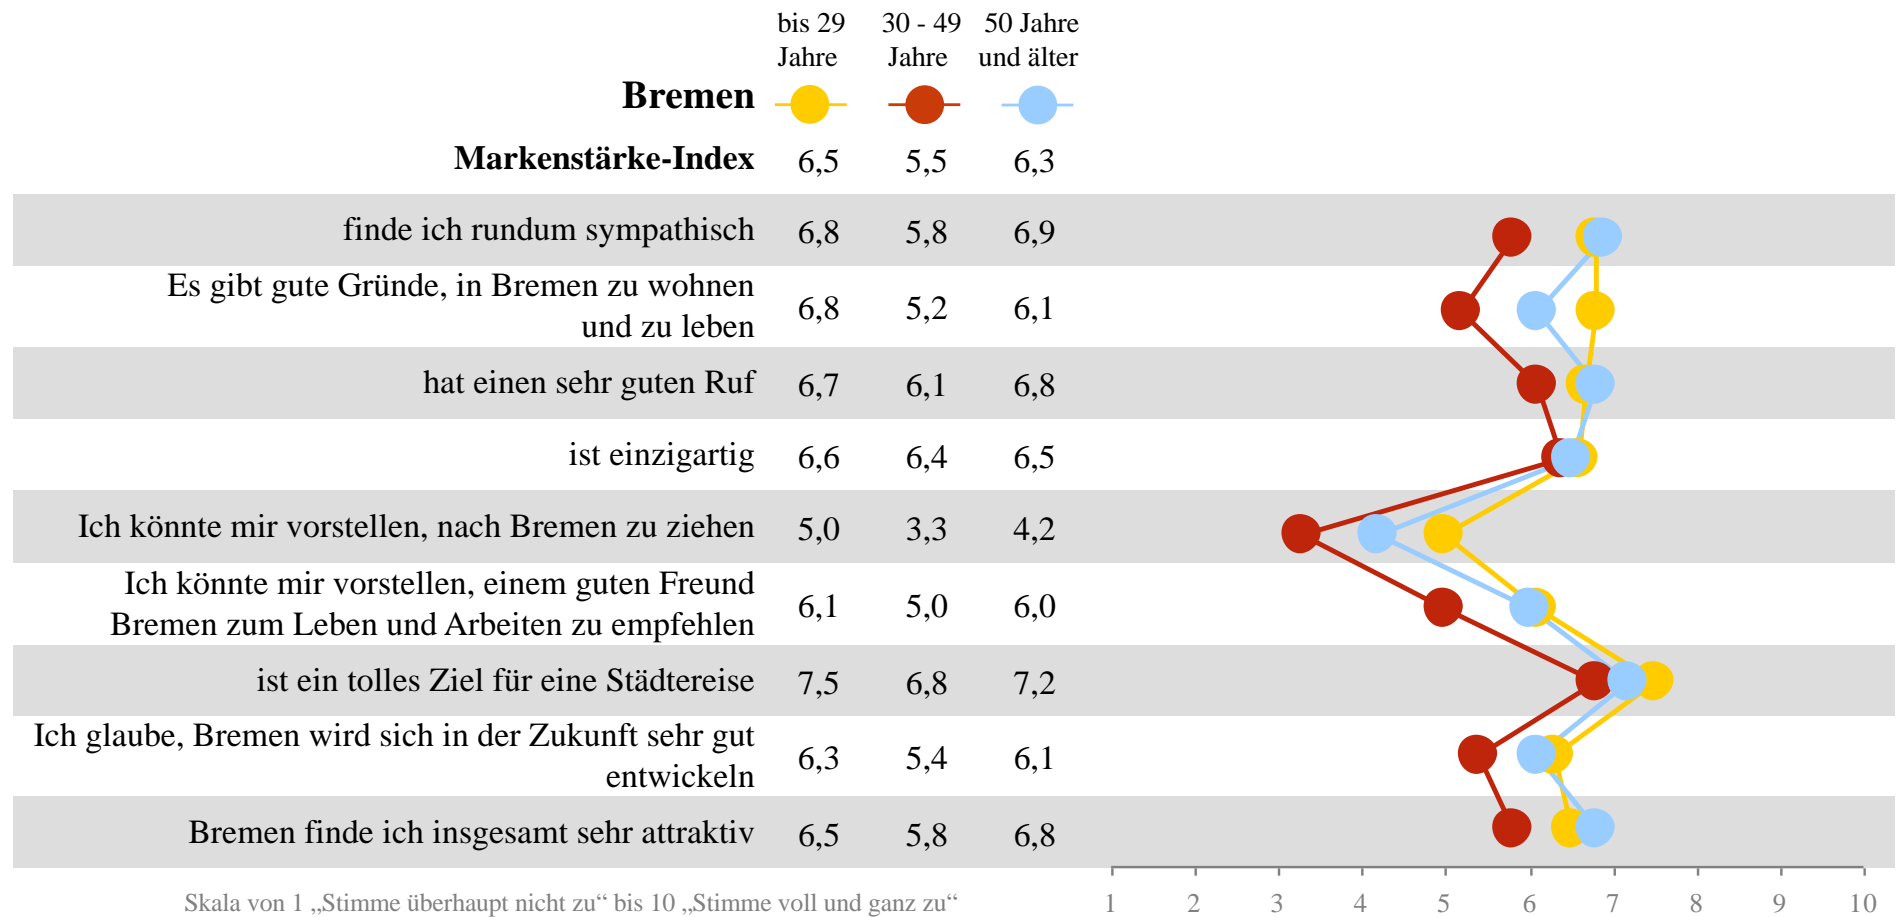 bis 29 30 - 49 50 Jahre
Jahre Jahre und älter
Bremen
Markenstärke-Index 6,5 5,5 6,3
finde ich rundum sympathisch 6,8 5,8 6,9
Es gibt gute Gründe, in Bremen zu wohnen
und zu leben 6,8 5,2 6,1
hat einen sehr guten Ruf 6,7 6,1 6,8
ist einzigartig 6,6 6,4 6,5
Ich könnte mir vorstellen, nach Bremen zu ziehen 5,0 3,3 4,2
Ich könnte mir vorstellen, einem guten Freund
Bremen zum Leben und Arbeiten zu empfehlen 6,1 5,0 6,0
ist ein tolles Ziel für eine Städtereise 7,5 6,8 7,2
Ich glaube, Bremen wird sich in der Zukunft sehr gut
entwickeln 6,3 5,4 6,1
Bremen finde ich insgesamt sehr attraktiv 6,5 5,8 6,8
Skala von 1 „Stimme überhaupt nicht zu“ bis 10 „Stimme voll und ganz zu“
1 2 3 4 5 6 7 8 9 10